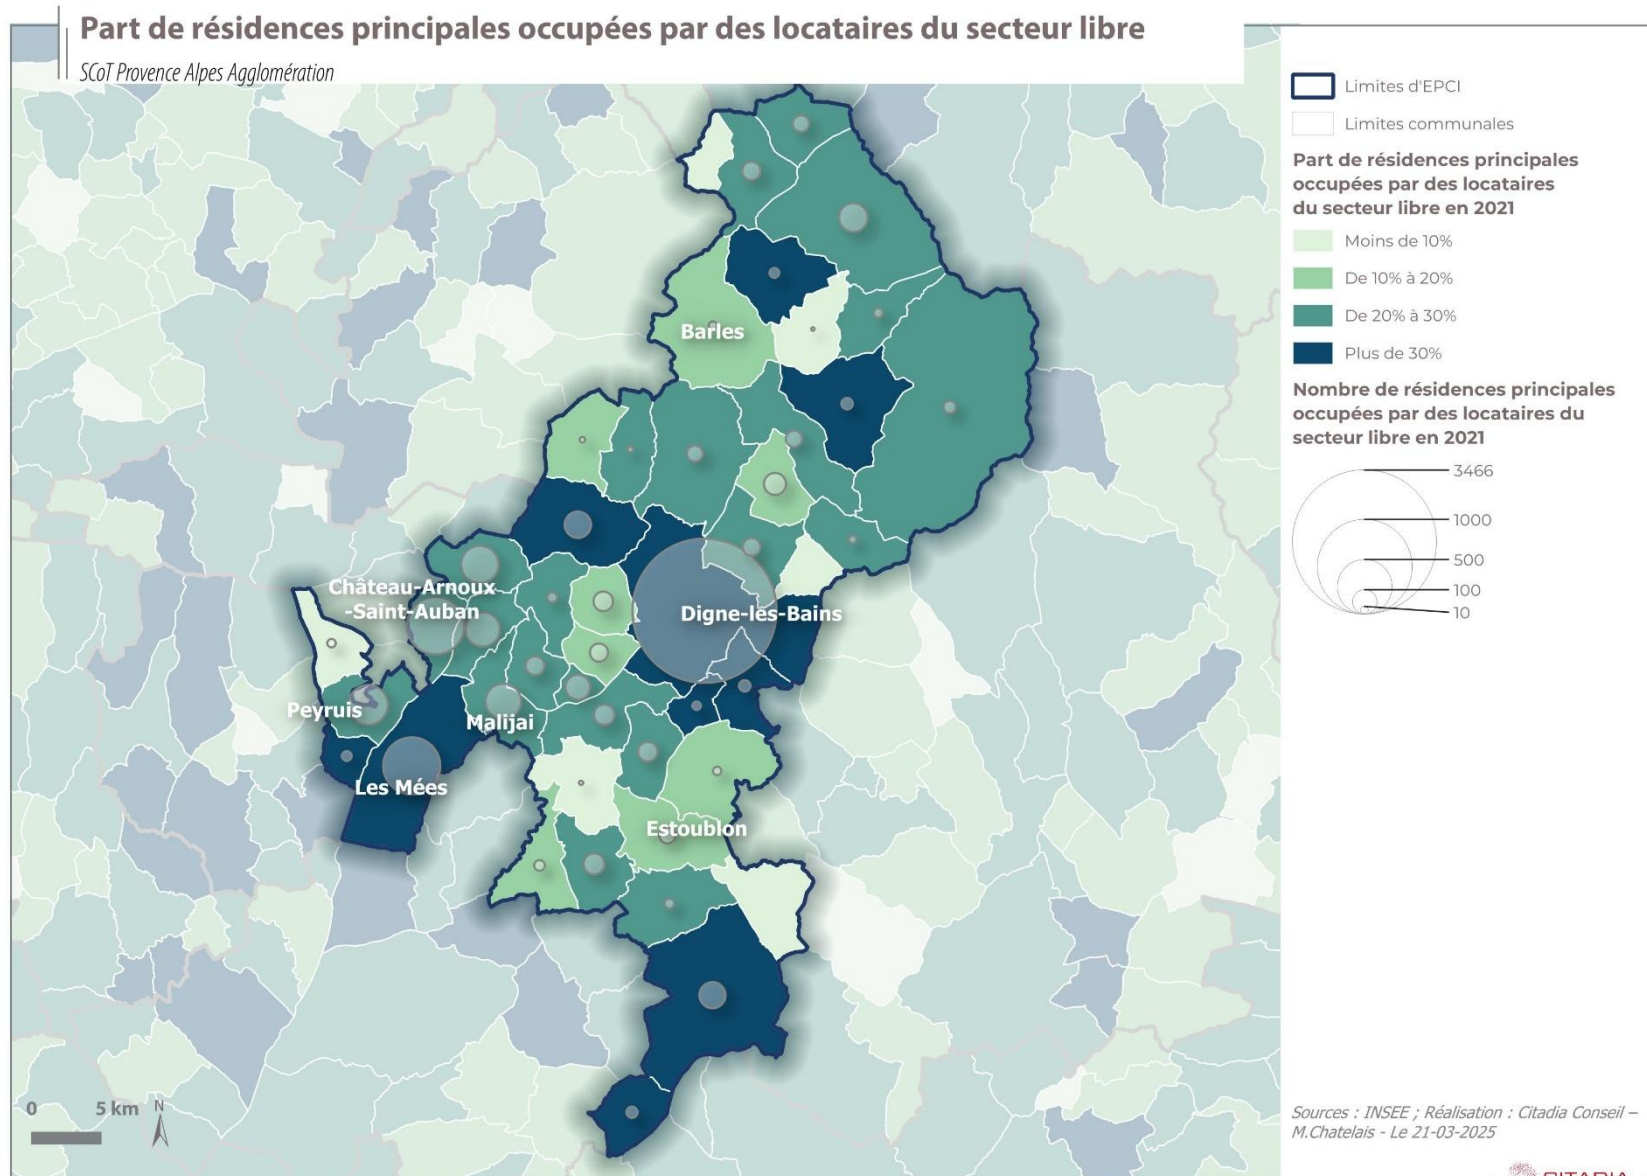 Part de résidences principales occupées par des locataires du secteur libre
SCoT Provence Alpes Agglomération
Limites d'EPCI
Limites communales
Part de résidences principales
occupées par des locataires
du secteur libre en 2021
Moins de 10%
De 10% à 20%
De 20% à 30%
Plus de 30%
Nombre de résidences principales
occupées par des locataires du
secteur libre en 2021
3466
1000
500
100
10
Barles
Château-Arnoux
-Saint-Auban
Digne-les-Bains
Peyruis
Malijai
Les Mées
Estoublon
0 5 km N
Sources : INSEE ; Réalisation : Citadia Conseil –
M.Chatelais - Le 21-03-2025
CITADIA